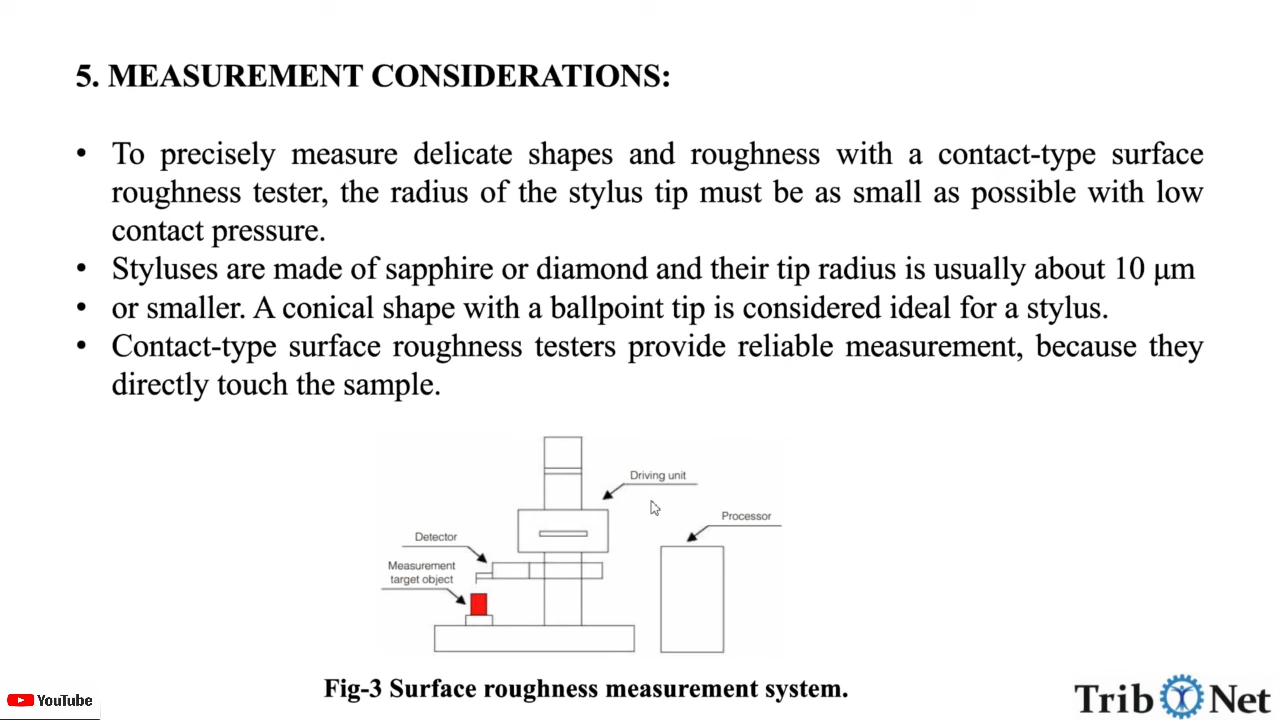 5. MEASUREMENT CONSIDERATIONS:
• To precisely measure delicate shapes and roughness with a contact-type surface
roughness tester, the radius of the stylus tip must be as small as possible with low
contact pressure.
• Styluses are made of sapphire or diamond and their tip radius is usually about 10 μm
• or smaller. A conical shape with a ballpoint tip is considered ideal for a stylus.
• Contact-type surface roughness testers provide reliable measurement, because they
directly touch the sample.
Driving unit
Processor
Detector
Measurement
target object
Fig-3 Surface roughness measurement system.
YouTube
Trib Net